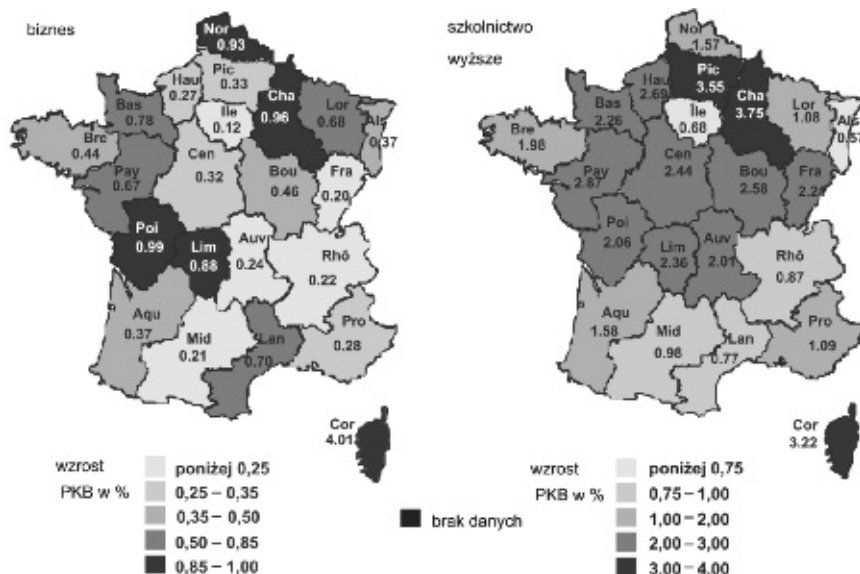 biznes
Nor
0.93
Hau
0.27
Pic
0.33
Cha
0.96
Lor
0.68
Als
0.37
Bas
0.78
Île
0.12
Bre
0.44
Pay
0.67
Cen
0.32
Bou
0.46
Fra
0.20
Poi
0.99
Lim
0.88
Auv
0.24
Rhô
0.22
Aqu
0.37
Mid
0.21
Lan
0.70
Pro
0.28
Cor
4.01
wzrost
PKB w %
poniżej 0,25
0,25 – 0,35
0,35 – 0,50
0,50 – 0,85
0,85 – 1,00
brak danych
szkolnictwo
wyższe
Nor
1.57
Hau
2.69
Pic
3.55
Cha
3.75
Lor
1.08
Als
0.57
Bas
2.26
Île
0.68
Bre
1.98
Pay
2.87
Cen
2.44
Bou
2.58
Fra
Poi
2.06
Lim
2.36
Auv
2.01
Rhô
0.87
Aqu
1.58
Mid
0.98
Lan
0.77
Pro
1.09
Cor
3.22
wzrost
PKB w %
poniżej 0,75
0,75 – 1,00
1,00 – 2,00
2,00 – 3,00
3,00 – 4,00